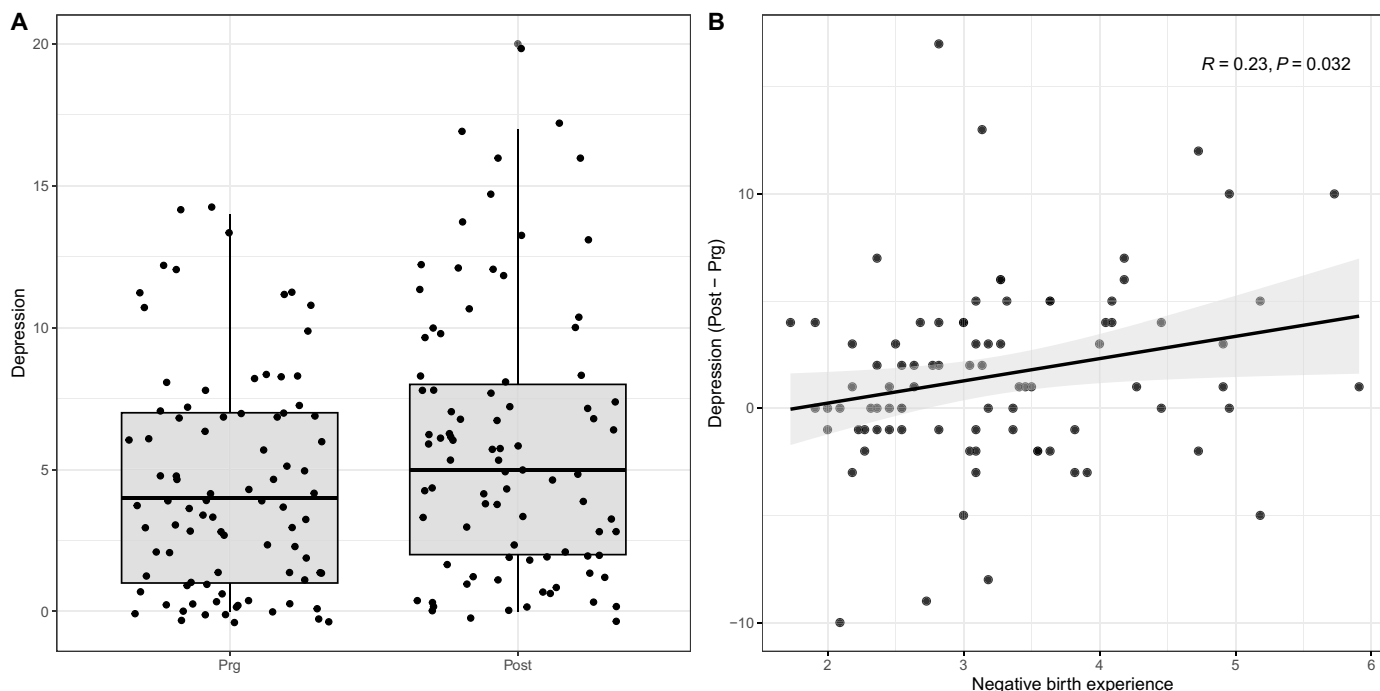 A
Depression
20
15
10
5
0
Prg
Post
B
R = 0.23, P = 0.032
Depression (Post − Prg)
10
0
−10
2
3
4
5
6
Negative birth experience